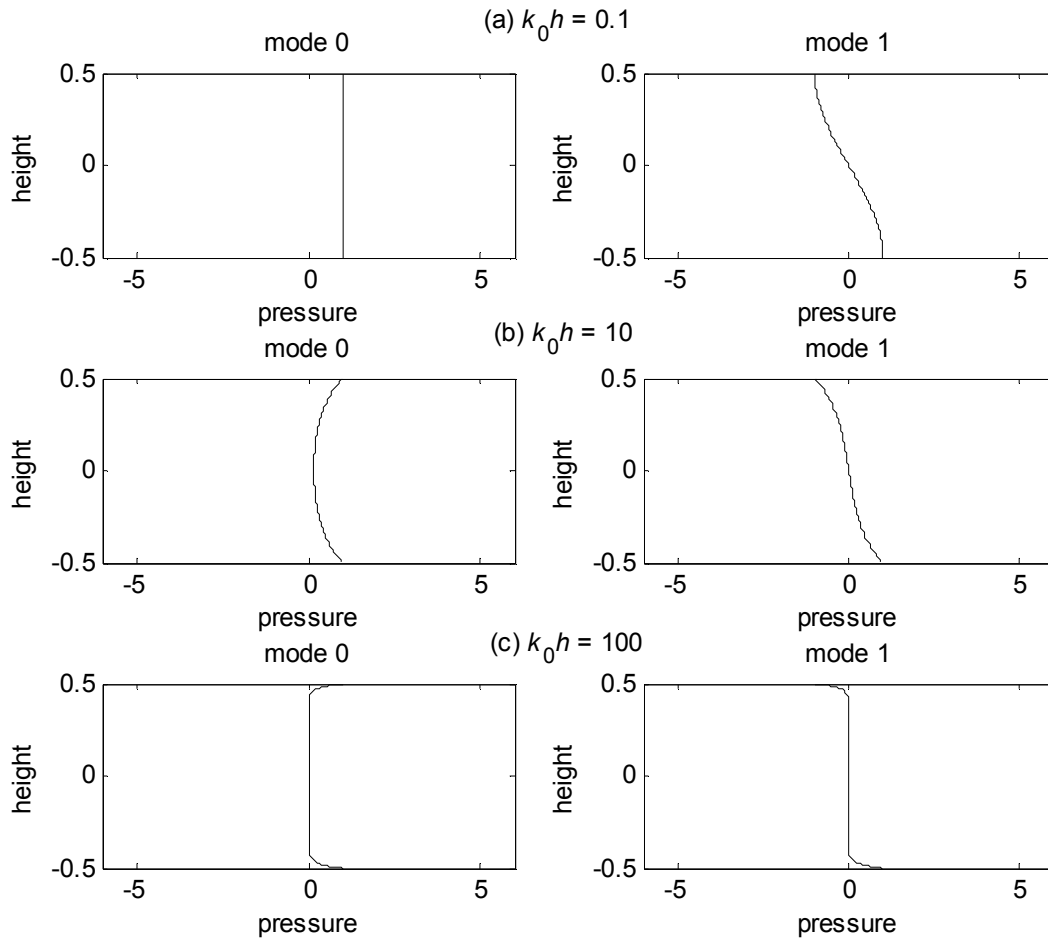 (a) k₀h = 0.1
mode 0
mode 1
0.5
0
-0.5
height
-5
0
5
pressure
0.5
0
-0.5
height
-5
0
5
pressure
(b) k₀h = 10
mode 0
mode 1
0.5
0
-0.5
height
-5
0
5
pressure
0.5
0
-0.5
height
-5
0
5
pressure
(c) k₀h = 100
mode 0
mode 1
0.5
0
-0.5
height
-5
0
5
pressure
0.5
0
-0.5
height
-5
0
5
pressure